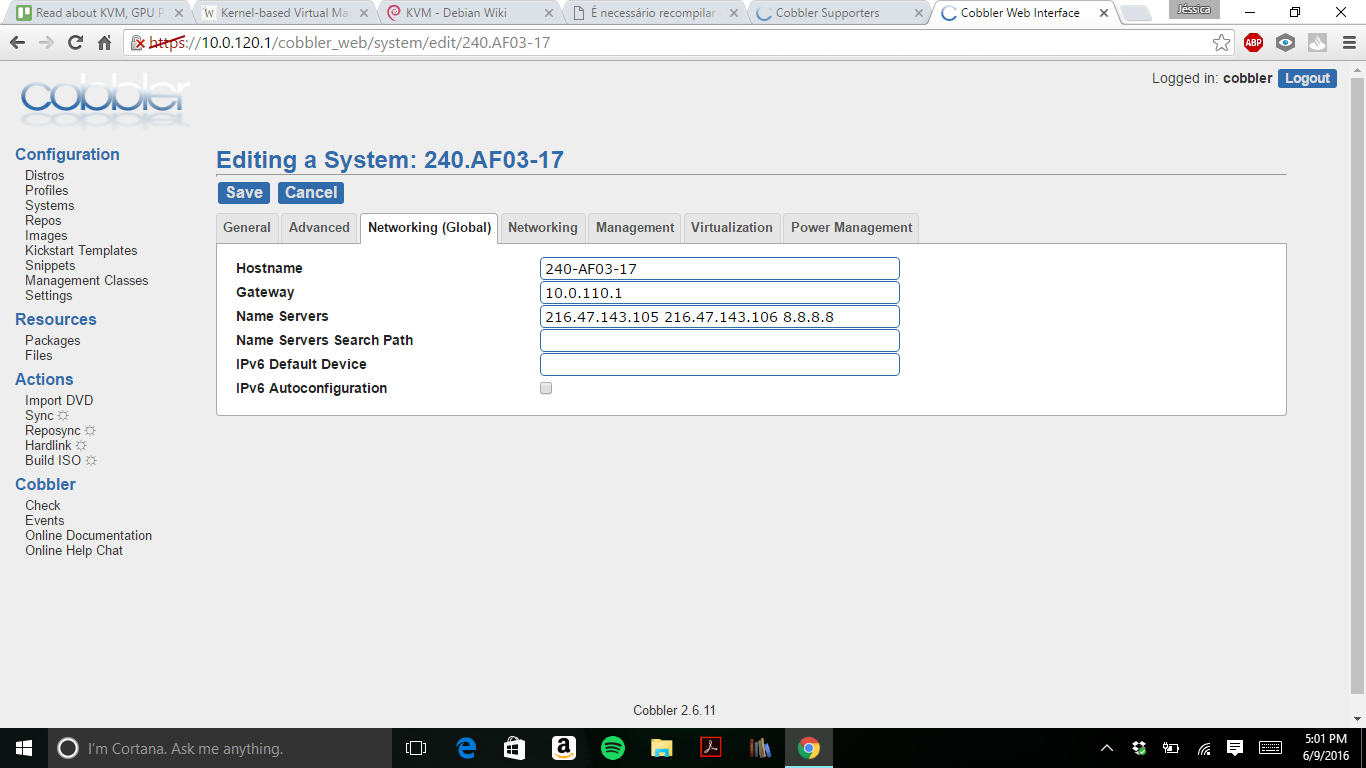 Read about KVM, GPU P
Kernel-based Virtual Ma
KVM - Debian Wiki
É necessário recompilar
Cobbler Supporters
Cobbler Web Interface
Jéssica
https://10.0.120.1/cobbler_web/system/edit/240.AF03-17
ABP
cobbler
Logged in: cobbler Logout
Configuration
Distros
Profiles
Systems
Repos
Images
Kickstart Templates
Snippets
Management Classes
Settings
Resources
Packages
Files
Actions
Import DVD
Sync
Reposync
Hardlink
Build ISO
Cobbler
Check
Events
Online Documentation
Online Help Chat
Editing a System: 240.AF03-17
Save Cancel
General Advanced Networking (Global) Networking Management Virtualization Power Management
Hostname 240-AF03-17
Gateway 10.0.110.1
Name Servers 216.47.143.105 216.47.143.106 8.8.8.8
Name Servers Search Path
IPv6 Default Device
IPv6 Autoconfiguration
Cobbler 2.6.11
I'm Cortana. Ask me anything.
5:01 PM
6/9/2016